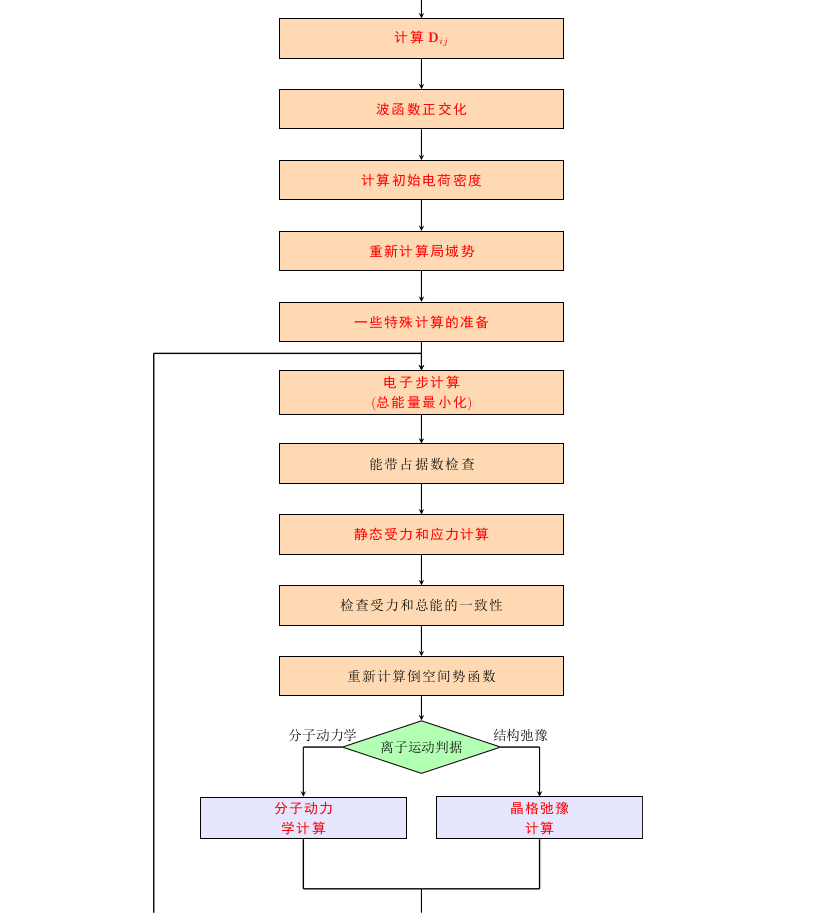 计算 D_{ij}
波函数正交化
计算初始电荷密度
重新计算局域势
一些特殊计算的准备
电子步计算
(总能量最小化)
能带占据数检查
静态受力和应力计算
检查受力和总能的一致性
重新计算倒空间势函数
分子动力学
离子运动判据
结构弛豫
分子动力
学计算
晶格弛豫
计算